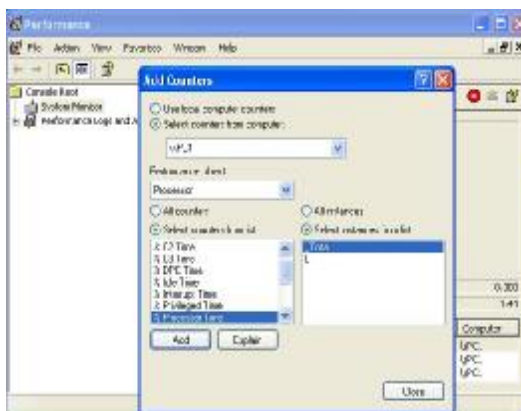 Performance
File Action View Favorites Window Help
Console Root
System Monitor
Performance Logs and A
Add Counters
Use local computer counters
Select counters from computer:
Performance object:
Processor
All counters
All instances
Select counters from list
Select instances from list
% C2 Time
_Total
% C3 Time
% DPC Time
% Idle Time
% Interrupt Time
% Privileged Time
% Processor Time
Add
Explain
Close
Computer